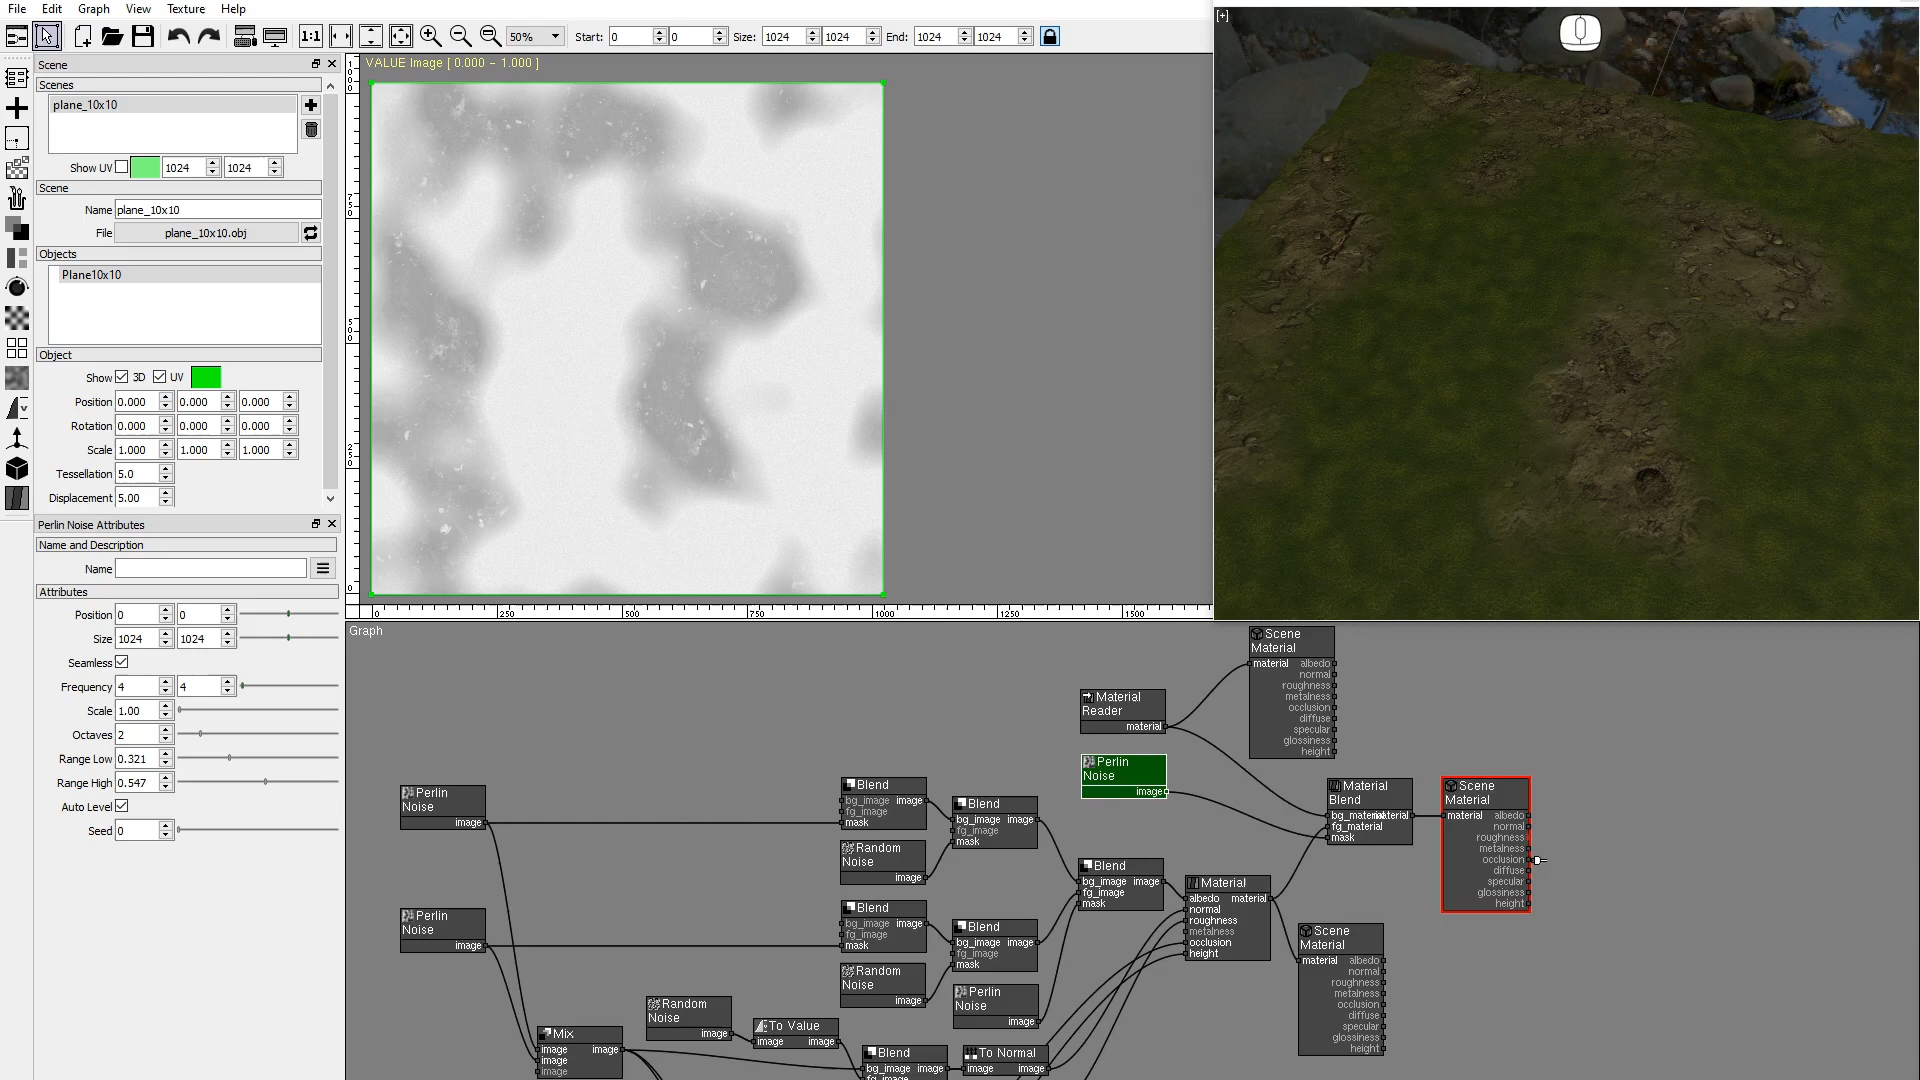 File Edit Graph View Texture Help
1:1 50% Start: 0 0 Size: 1024 1024 End: 1024 1024
[+]
Scene
Scenes
plane_10x10
Show UV 1024 1024
Scene
Name plane_10x10
File plane_10x10.obj
Objects
Plane10x10
Object
Show 3D UV
Position 0.000 0.000 0.000
Rotation 0.000 0.000 0.000
Scale 1.000 1.000 1.000
Tessellation 5.0
Displacement 5.00
Perlin Noise Attributes
Name and Description
Name
Attributes
Position 0 0
Size 1024 1024
Seamless
Frequency 4 4
Scale 1.00
Octaves 2
Range Low 0.321
Range High 0.547
Auto Level
Seed 0
VALUE Image [ 0.000 - 1.000 ]
1000
750
500
250
0
0 250 500 750 1000 1250 1500
Graph
Scene
Material
material albedo
normal
roughness
metalness
occlusion
diffuse
specular
glossiness
height
Material
Reader
material
Perlin
Noise
image
Material
Blend
bg_material material
fg_material
mask
Scene
Material
material albedo
normal
roughness
metalness
occlusion
diffuse
specular
glossiness
height
Perlin
Noise
image
Blend
bg_image image
fg_image
mask
Blend
bg_image image
fg_image
mask
Random
Noise
image
Blend
bg_image image
fg_image
mask
Material
albedo material
normal
roughness
metalness
occlusion
height
Perlin
Noise
image
Blend
bg_image image
fg_image
mask
Blend
bg_image image
fg_image
mask
Random
Noise
image
Perlin
Noise
image
Scene
Material
material albedo
normal
roughness
metalness
occlusion
diffuse
specular
glossiness
height
Random
Noise
image
To Value
image image
Mix
image image
image
image
Blend
bg_image image
fg_image
To Normal
image image